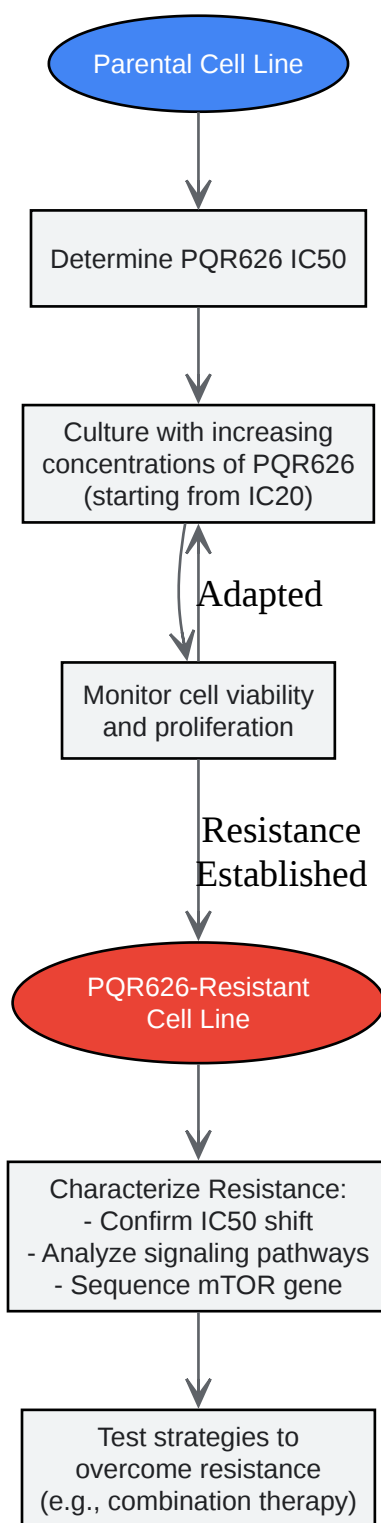 Parental Cell Line
Determine PQR626 IC50
Culture with increasing
concentrations of PQR626
(starting from IC20)
Adapted
Monitor cell viability
and proliferation
Resistance
Established
PQR626-Resistant
Cell Line
Characterize Resistance:
- Confirm IC50 shift
- Analyze signaling pathways
- Sequence mTOR gene
Test strategies to
overcome resistance
(e.g., combination therapy)